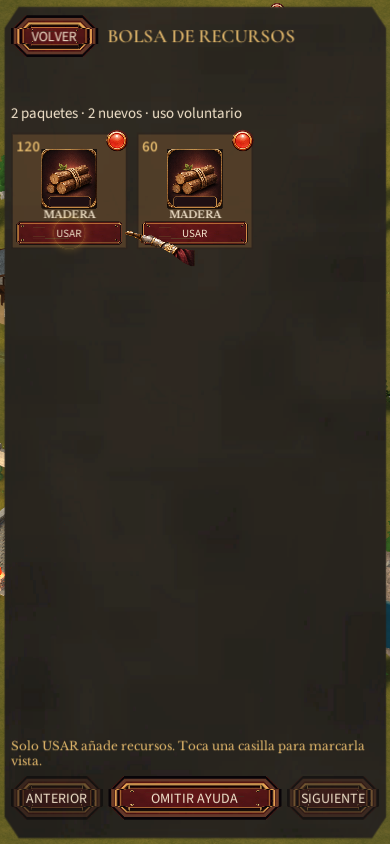 VOLVER
BOLSA DE RECURSOS
2 paquetes · 2 nuevos · uso voluntario
120
60
MADERA
MADERA
USAR
USAR
Solo USAR añade recursos. Toca una casilla para marcarla
vista.
ANTERIOR
OMITIR AYUDA
SIGUIENTE